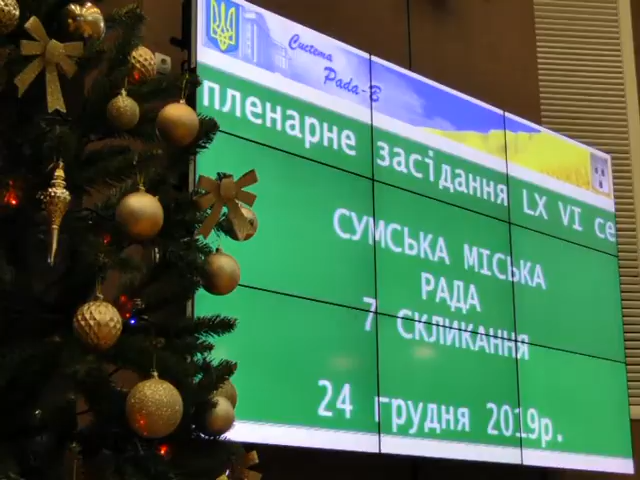 Система
Рада-В
пленарне засідання LX VI се
СУМСЬКА МІСЬКА
РАДА
7 СКЛИКАННЯ
24 грудня 2019р.